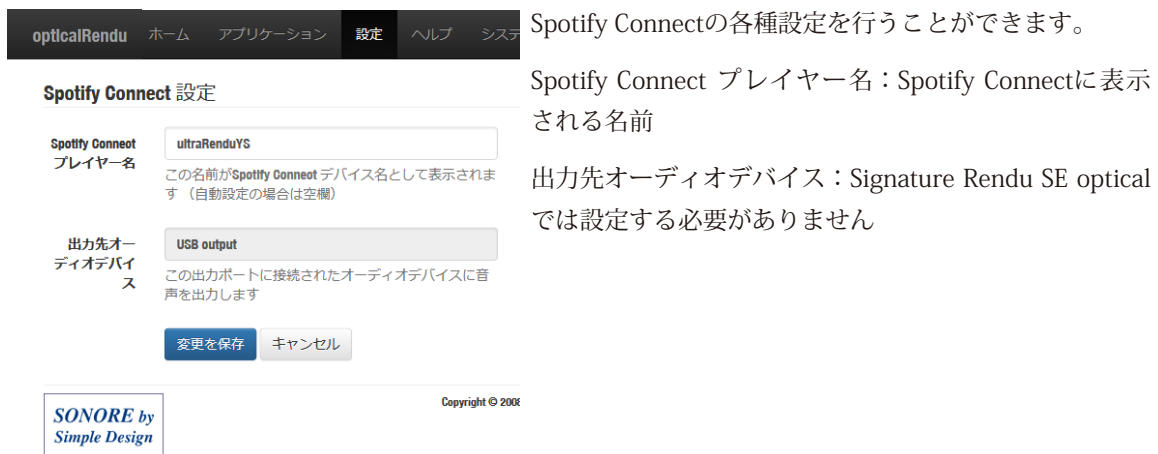 opticalRendu ホーム アプリケーション 設定 ヘルプ システ
Spotify Connect 設定
Spotify Connect
プレイヤー名
ultraRenduYS
この名前がSpotify Connect デバイス名として表示されま
す （自動設定の場合は空欄）
出力先オー
ディオデバイ
ス
USB output
この出力ポートに接続されたオーディオデバイスに音
声を出力します
変更を保存 キャンセル
SONORE by
Simple Design
Copyright © 2008
Spotify Connectの各種設定を行うことができます。
Spotify Connect プレイヤー名：Spotify Connectに表示
される名前
出力先オーディオデバイス：Signature Rendu SE optical
では設定する必要がありません